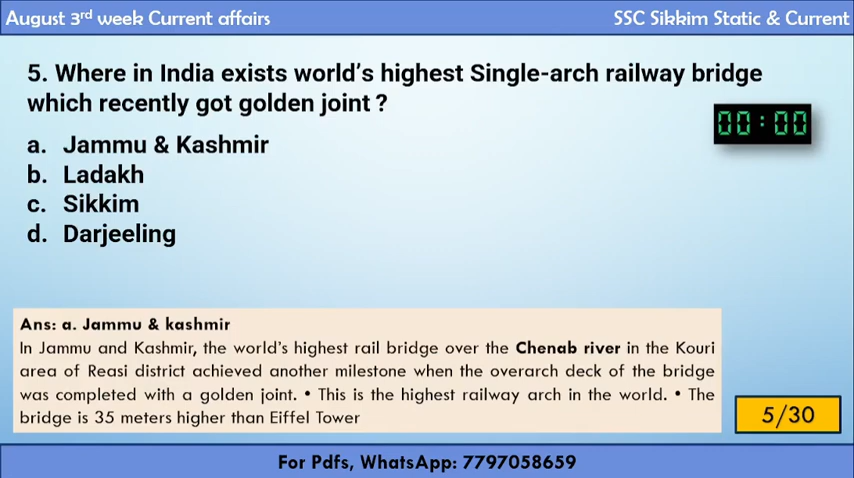 August 3rd week Current affairs
SSC Sikkim Static & Current
5. Where in India exists world's highest Single-arch railway bridge
which recently got golden joint ?
00:00
a. Jammu & Kashmir
b. Ladakh
c. Sikkim
d. Darjeeling
Ans: a. Jammu & kashmir
In Jammu and Kashmir, the world's highest rail bridge over the Chenab river in the Kouri
area of Reasi district achieved another milestone when the overarch deck of the bridge
was completed with a golden joint. • This is the highest railway arch in the world. • The
bridge is 35 meters higher than Eiffel Tower
5/30
For Pdfs, WhatsApp: 7797058659